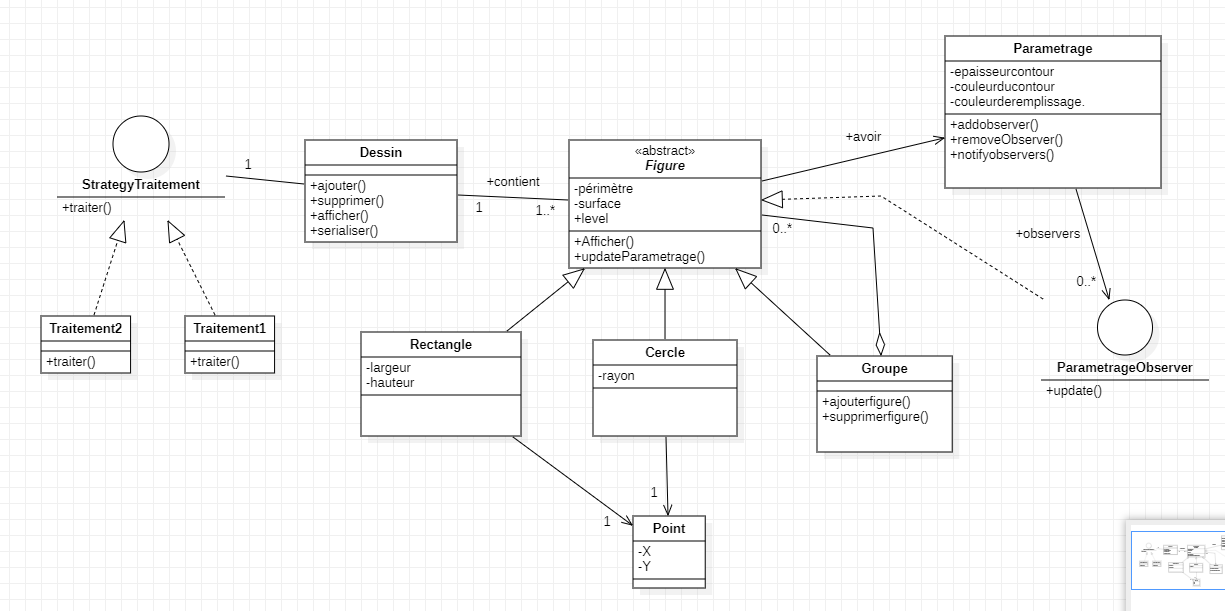 Parametrage
-epaisseurcontour
-couleurducontour
-couleurderemplissage.
+addobserver()
+removeObserver()
+notifyobservers()
StrategyTraitement
+traiter()
1
Dessin
+ajouter()
+supprimer()
+afficher()
+serialiser()
+contient
1
1..*
«abstract»
Figure
-périmètre
-surface
+level
+Afficher()
+updateParametrage()
+avoir
0..*
+observers
0..*
Traitement2
+traiter()
Traitement1
+traiter()
Rectangle
-largeur
-hauteur
Cercle
-rayon
Groupe
+ajouterfigure()
+supprimerfigure()
ParametrageObserver
+update()
1
1
Point
-X
-Y